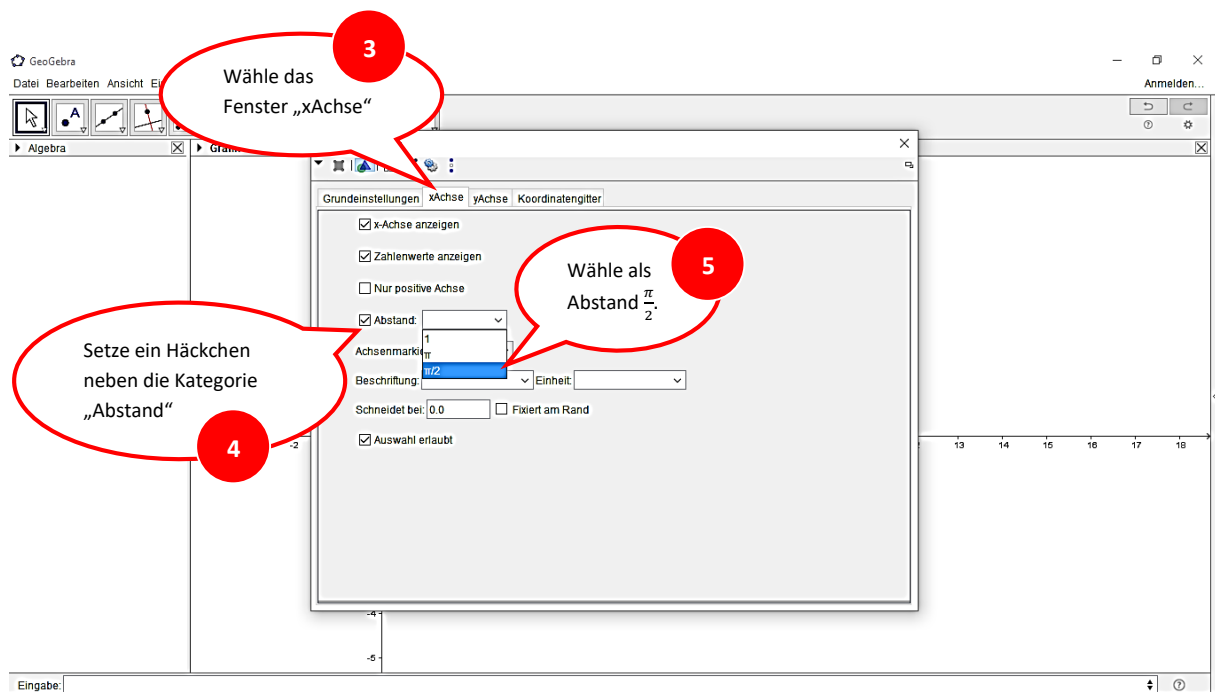 3
Wähle das
Fenster „xAchse“
GeoGebra
Datei Bearbeiten Ansicht
Anmelden...
A
Algebra
Grundeinstellungen xAchse yAchse Koordinatengitter
x-Achse anzeigen
Zahlenwerte anzeigen
Nur positive Achse
Wähle als
Abstand π/2.
5
Abstand:
1
π
π/2
Setze ein Häckchen
neben die Kategorie
„Abstand“
4
Beschriftung: Einheit:
Schneidet bei: 0.0 Fixiert am Rand
Auswahl erlaubt
-2 13 14 15 16 17 18
-4
-5
Eingabe: